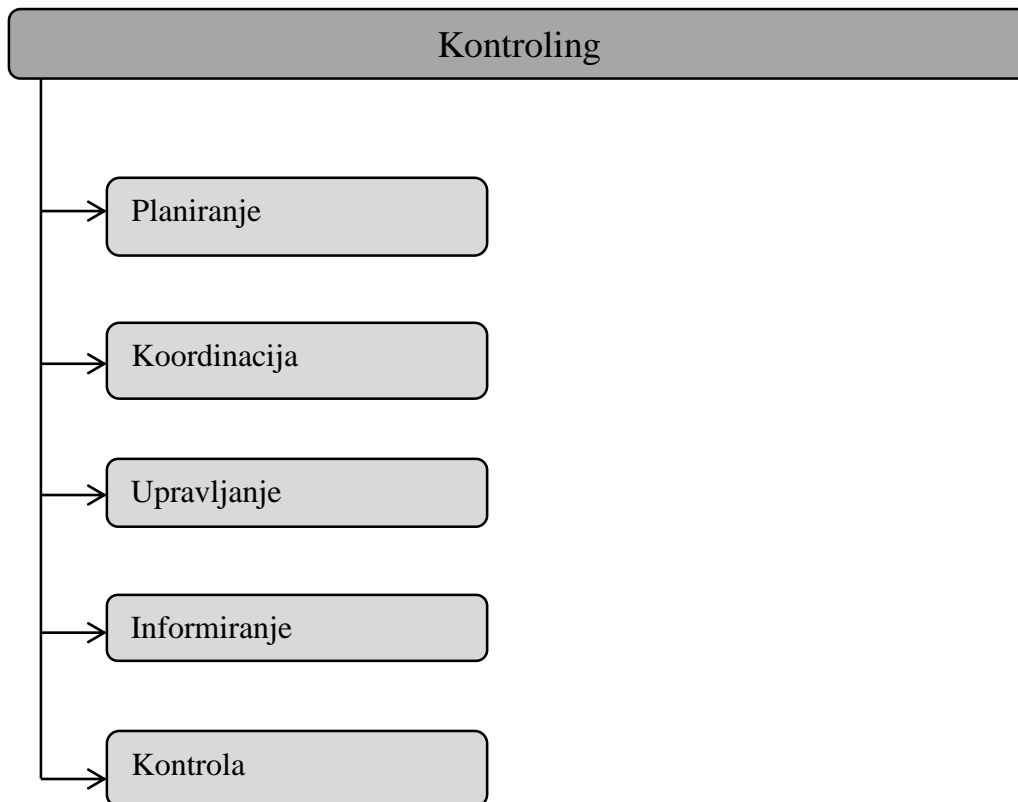 Kontroling
Planiranje
Koordinacija
Upravljanje
Informiranje
Kontrola